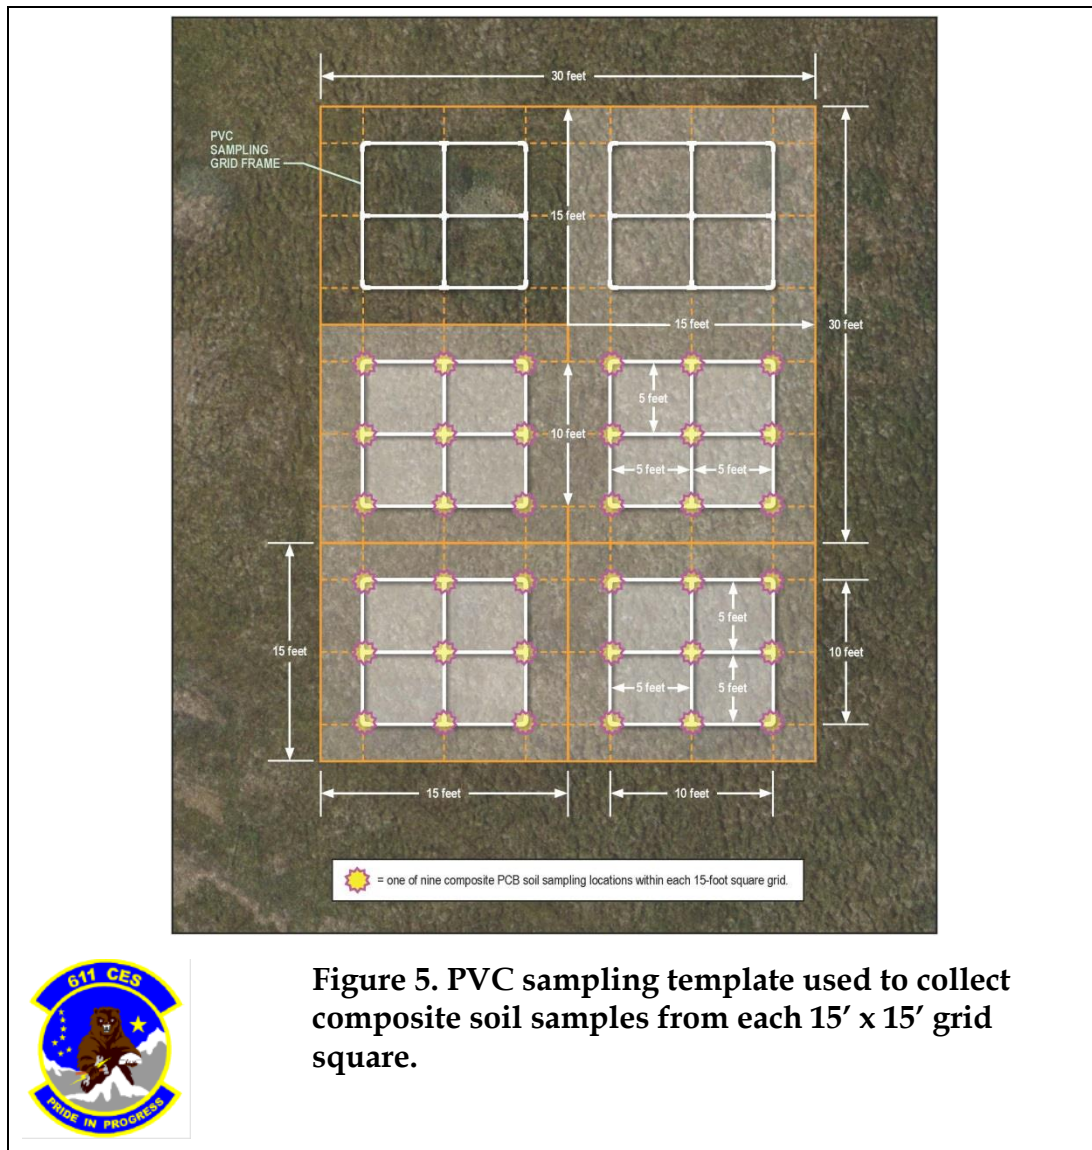 30 feet
PVC
SAMPLING
GRID FRAME
15 feet
15 feet
30 feet
5 feet
10 feet
5 feet
5 feet
5 feet
15 feet
10 feet
5 feet
5 feet
15 feet
10 feet
= one of nine composite PCB soil sampling locations within each 15-foot square grid.
611 CES
PRIDE IN PROGRESS
Figure 5. PVC sampling template used to collect
composite soil samples from each 15’ x 15’ grid
square.